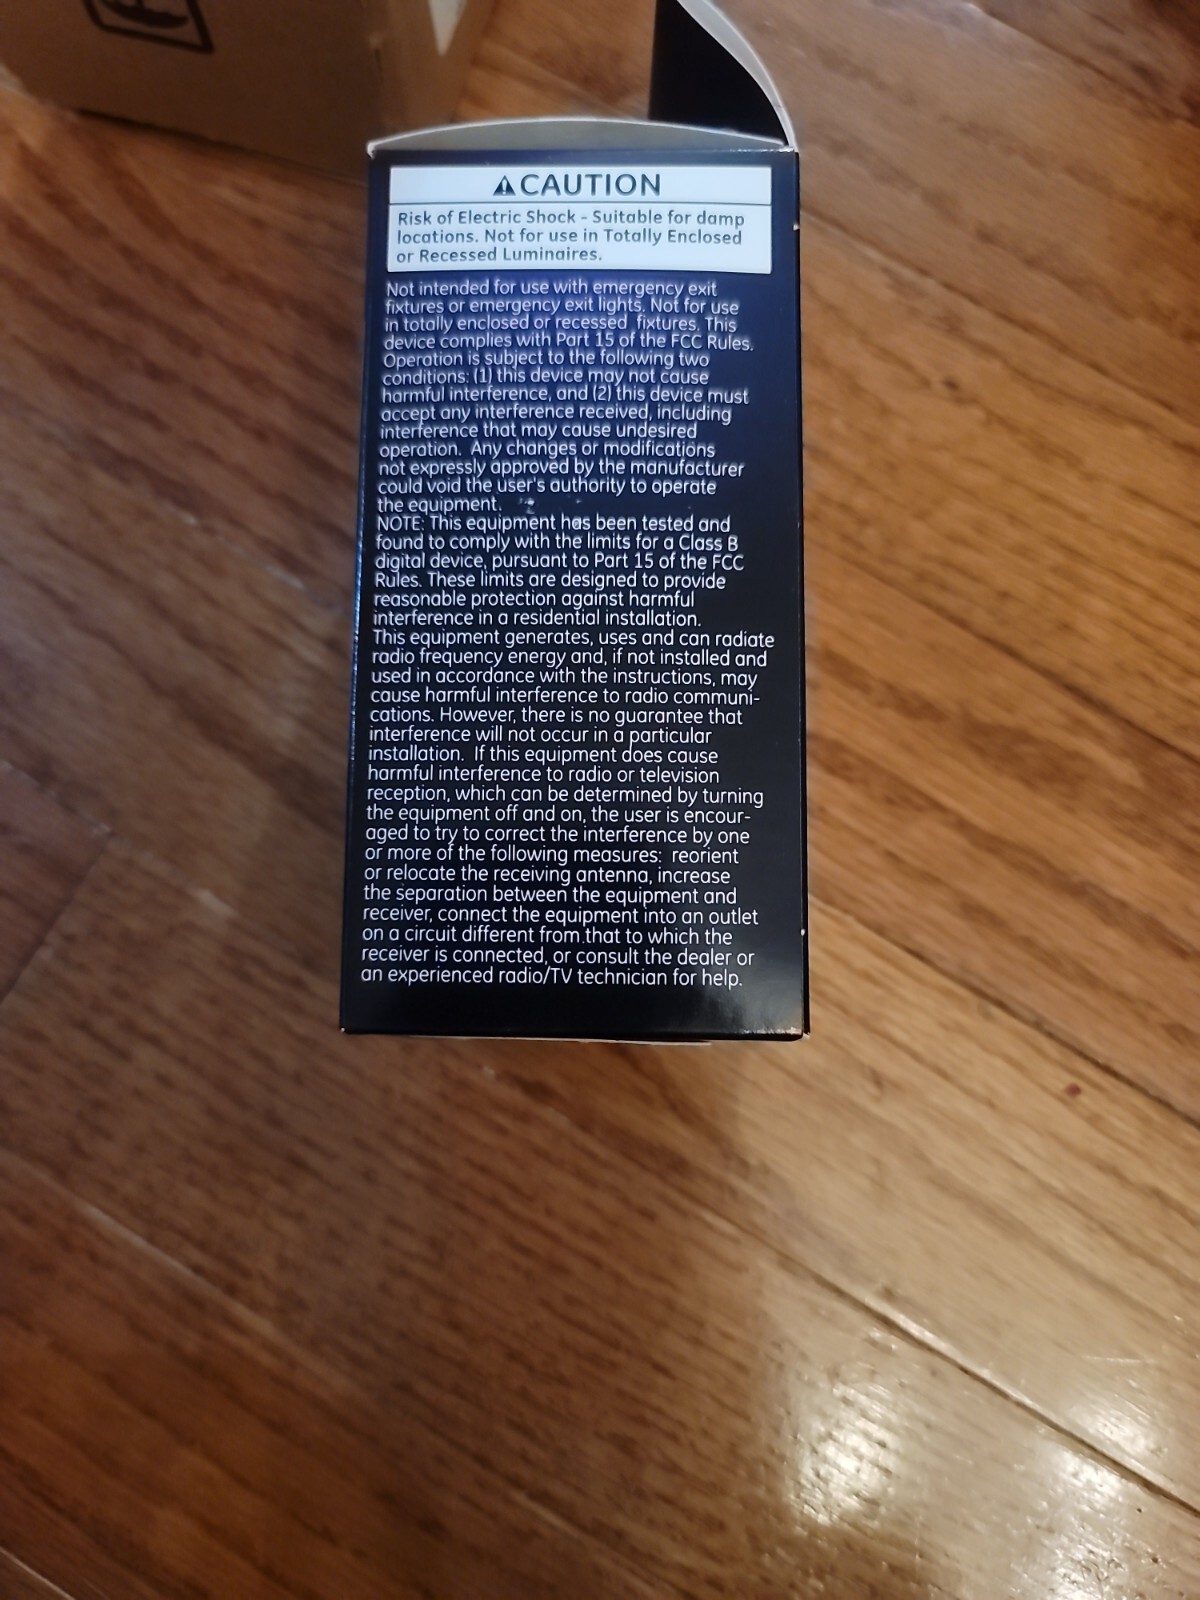 ⚠CAUTION
Risk of Electric Shock - Suitable for damp
locations. Not for use in Totally Enclosed
or Recessed Luminaires.
Not intended for use with emergency exit
fixtures or emergency exit lights. Not for use
in totally enclosed or recessed fixtures. This
device complies with Part 15 of the FCC Rules.
Operation is subject to the following two
conditions: (1) this device may not cause
harmful interference, and (2) this device must
accept any interference received, including
interference that may cause undesired
operation. Any changes or modifications
not expressly approved by the manufacturer
could void the user's authority to operate
the equipment.
NOTE: This equipment has been tested and
found to comply with the limits for a Class B
digital device, pursuant to Part 15 of the FCC
Rules. These limits are designed to provide
reasonable protection against harmful
interference in a residential installation.
This equipment generates, uses and can radiate
radio frequency energy and, if not installed and
used in accordance with the instructions, may
cause harmful interference to radio communi-
cations. However, there is no guarantee that
interference will not occur in a particular
installation. If this equipment does cause
harmful interference to radio or television
reception, which can be determined by turning
the equipment off and on, the user is encour-
aged to try to correct the interference by one
or more of the following measures: reorient
or relocate the receiving antenna, increase
the separation between the equipment and
receiver, connect the equipment into an outlet
on a circuit different from that to which the
receiver is connected, or consult the dealer or
an experienced radio/TV technician for help.